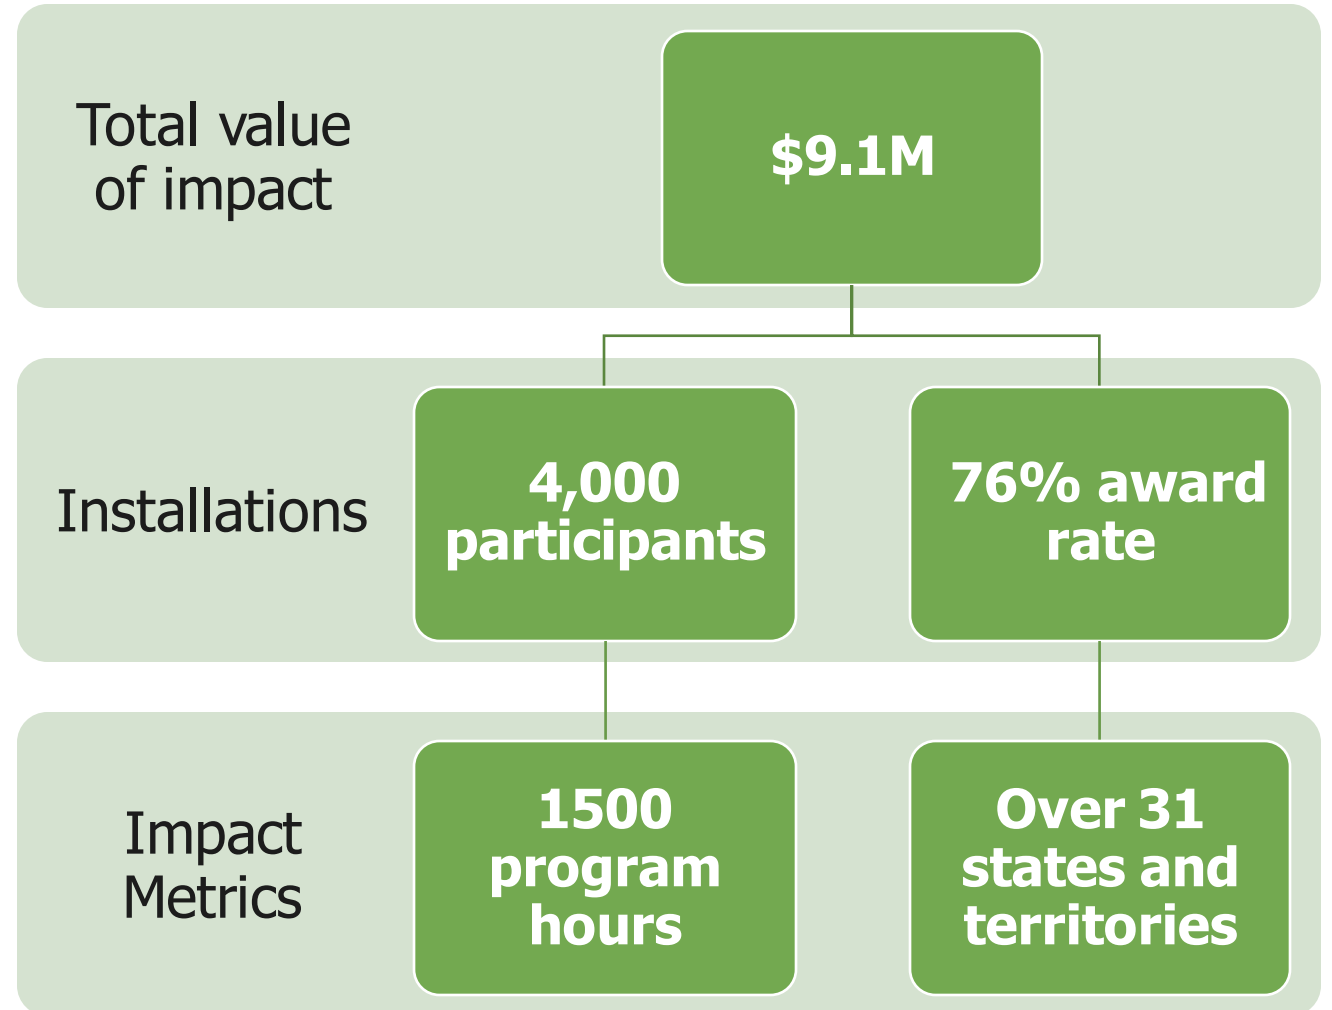 Total value
of impact
$9.1M
Installations
4,000
participants
76% award
rate
Impact
Metrics
1500
program
hours
Over 31
states and
territories